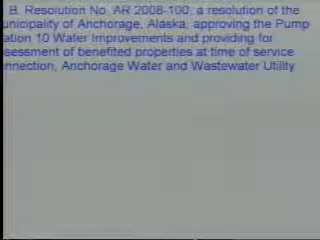 B. Resolution No. AR 2008-100, a resolution of the
unicipality of Anchorage, Alaska, approving the Pump
ation 10 Water Improvements and providing for
sessment of benefited properties at time of service
nnection, Anchorage Water and Wastewater Utility